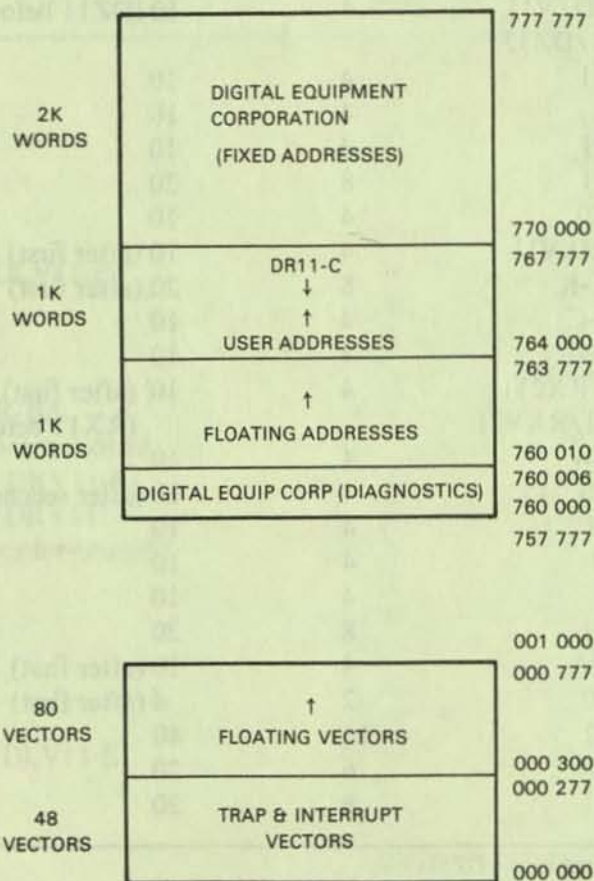 777 777
DIGITAL EQUIPMENT
CORPORATION
(FIXED ADDRESSES)
2K
WORDS
770 000
767 777
DR11-C
↓
↑
USER ADDRESSES
1K
WORDS
764 000
763 777
↑
FLOATING ADDRESSES
1K
WORDS
760 010
760 006
DIGITAL EQUIP CORP (DIAGNOSTICS)
760 000
757 777
001 000
000 777
80
VECTORS
↑
FLOATING VECTORS
000 300
000 277
48
VECTORS
TRAP & INTERRUPT
VECTORS
000 000